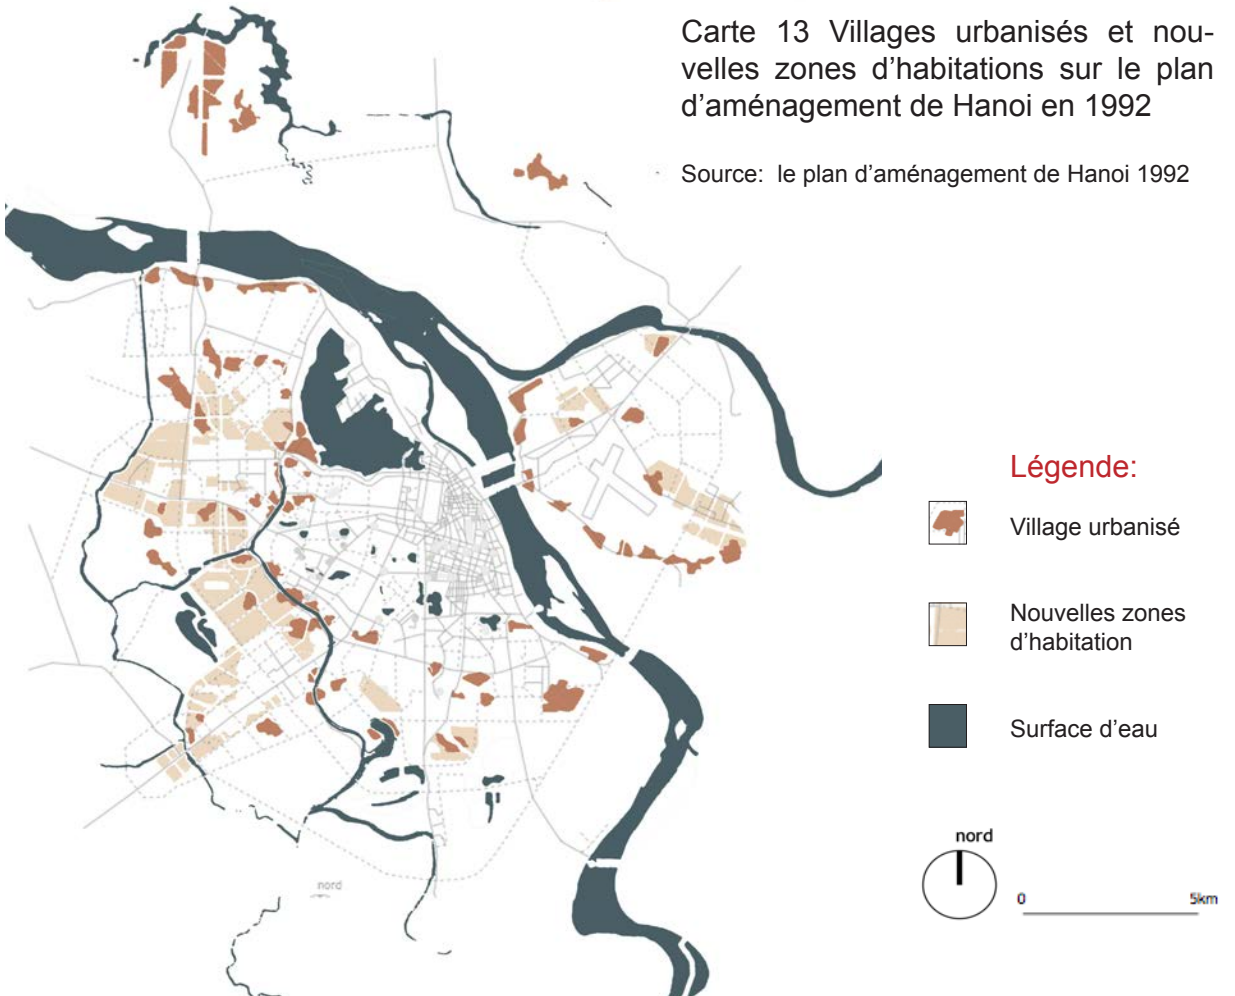 Carte 13 Villages urbanisés et nou-
velles zones d'habitations sur le plan
d'aménagement de Hanoi en 1992
Source: le plan d'aménagement de Hanoi 1992
Légende:
Village urbanisé
Nouvelles zones
d'habitation
Surface d'eau
nord
0 5km
nord